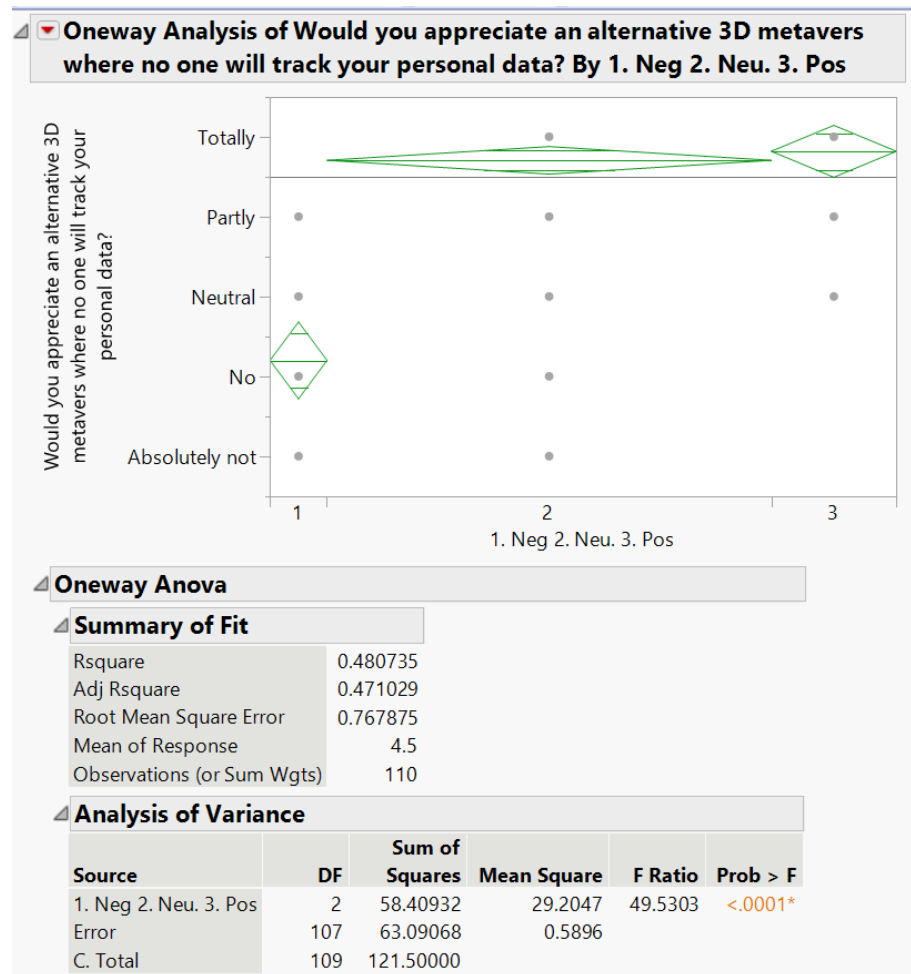 Oneway Analysis of Would you appreciate an alternative 3D metavers
where no one will track your personal data? By 1. Neg 2. Neu. 3. Pos
Would you appreciate an alternative 3D
metavers where no one will track your
personal data?
Totally
Partly
Neutral
No
Absolutely not
1 2 3
1. Neg 2. Neu. 3. Pos
Oneway Anova
Summary of Fit
Rsquare 0.480735
Adj Rsquare 0.471029
Root Mean Square Error 0.767875
Mean of Response 4.5
Observations (or Sum Wgts) 110
Analysis of Variance
Sum of
Source DF Squares Mean Square F Ratio Prob > F
1. Neg 2. Neu. 3. Pos 2 58.40932 29.2047 49.5303 <.0001*
Error 107 63.09068 0.5896
C. Total 109 121.50000